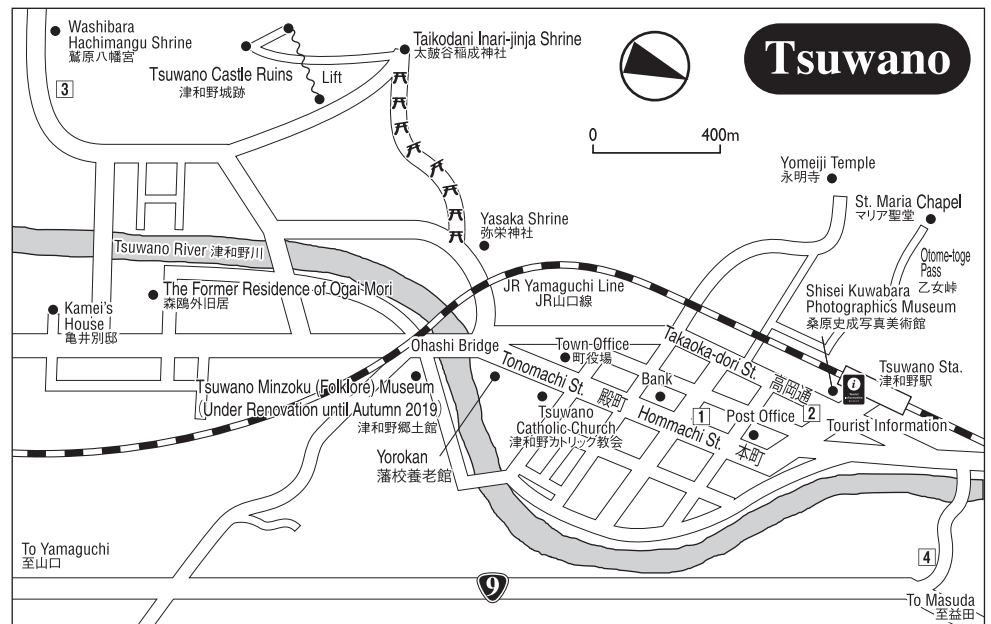 Tsuwano
Washibara
Hachimangu Shrine
鷲原八幡宮
3
Tsuwano Castle Ruins
津和野城跡
Lift
Taikodani Inari-jinja Shrine
太皷谷稲成神社
0
400m
Yomeiji Temple
永明寺
St. Maria Chapel
マリア聖堂
Otome-toge
Pass
乙女峠
Yasaka Shrine
弥栄神社
Tsuwano River 津和野川
JR Yamaguchi Line
JR山口線
Shisei Kuwabara
Photographics Museum
桑原史成写真美術館
The Former Residence of Ogai Mori
森鴎外旧居
Kamei's
House
亀井別邸
Ohashi Bridge
Town-Office
町役場
Takaoka-dori St.
高岡通
Tsuwano Sta.
津和野駅
i
Tourist Information
Tsuwano Minzoku (Folklore) Museum
(Under Renovation until Autumn 2019)
津和野郷土館
Tonomachi St.
殿町
Bank
Hommachi St.
本町
1
Post Office
2
Tsuwano
Catholic Church
津和野カトリック教会
Yorokan
藩校養老館
To Yamaguchi
至山口
9
4
To Masuda
至益田